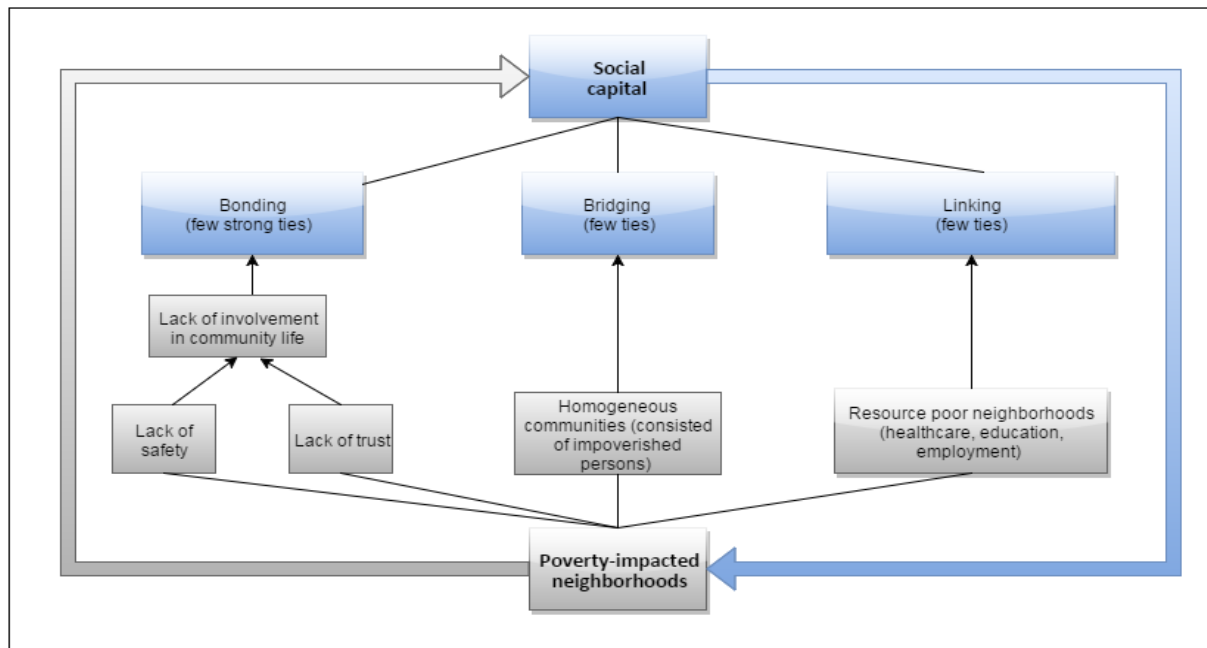 Social
capital
Bonding
(few strong ties)
Bridging
(few ties)
Linking
(few ties)
Lack of involvement
in community life
Lack of
safety
Lack of trust
Homogeneous
communities (consisted
of impoverished
persons)
Resource poor neighborhoods
(healthcare, education,
employment)
Poverty-impacted
neighborhoods